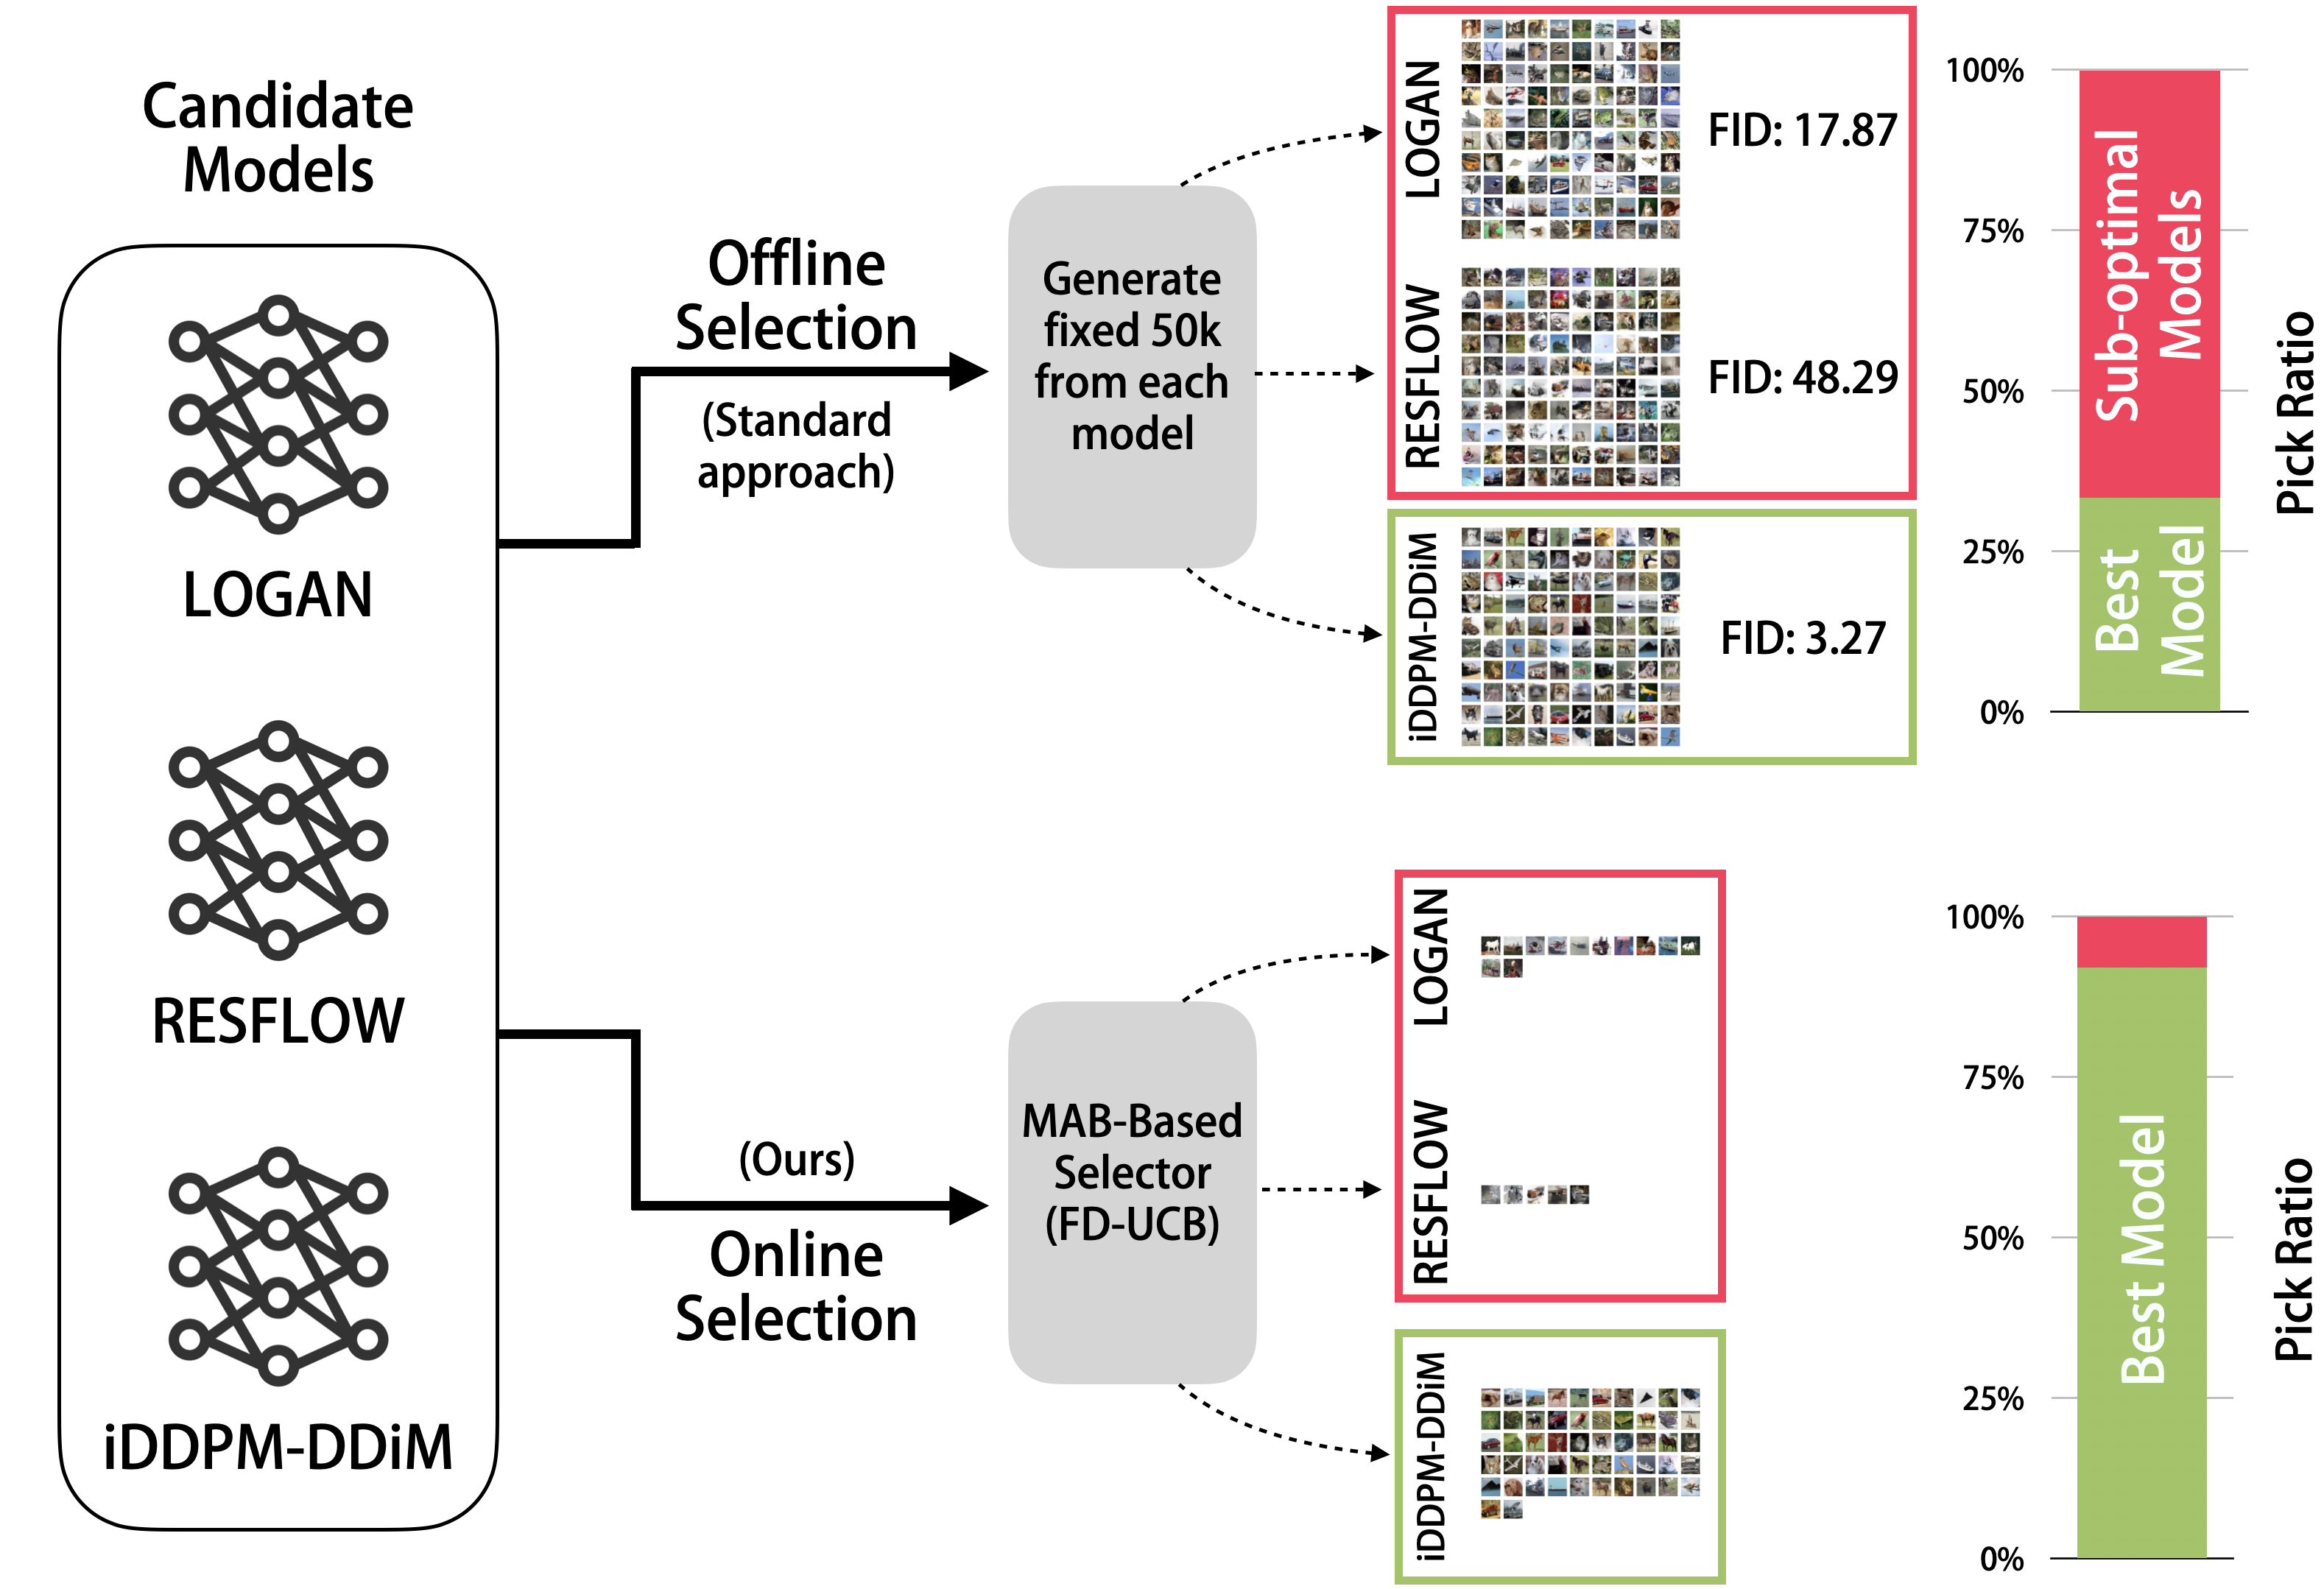 Candidate
Models
LOGAN
RESFLOW
iDDPM-DDiM
Offline
Selection
(Standard
approach)
Generate
fixed 50k
from each
model
LOGAN
FID: 17.87
RESFLOW
FID: 48.29
iDDPM-DDiM
FID: 3.27
100%
75%
50%
25%
0%
Sub-optimal
Models
Best
Model
Pick Ratio
(Ours)
Online
Selection
MAB-Based
Selector
(FD-UCB)
LOGAN
RESFLOW
iDDPM-DDiM
100%
75%
50%
25%
0%
Best Model
Pick Ratio